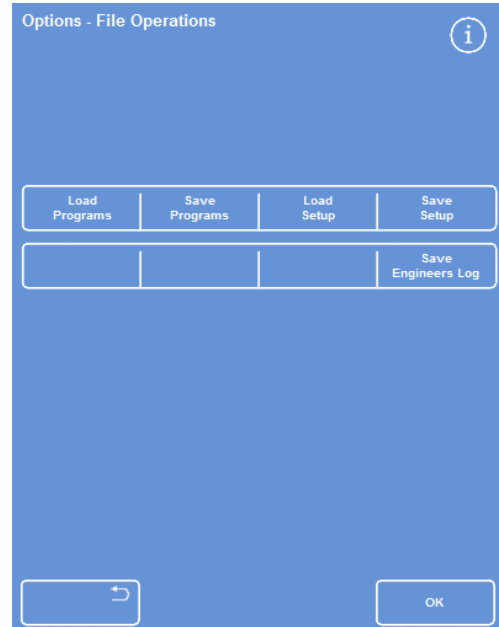 Options - File Operations
i
Load Programs
Save Programs
Load Setup
Save Setup
Save Engineers Log
OK